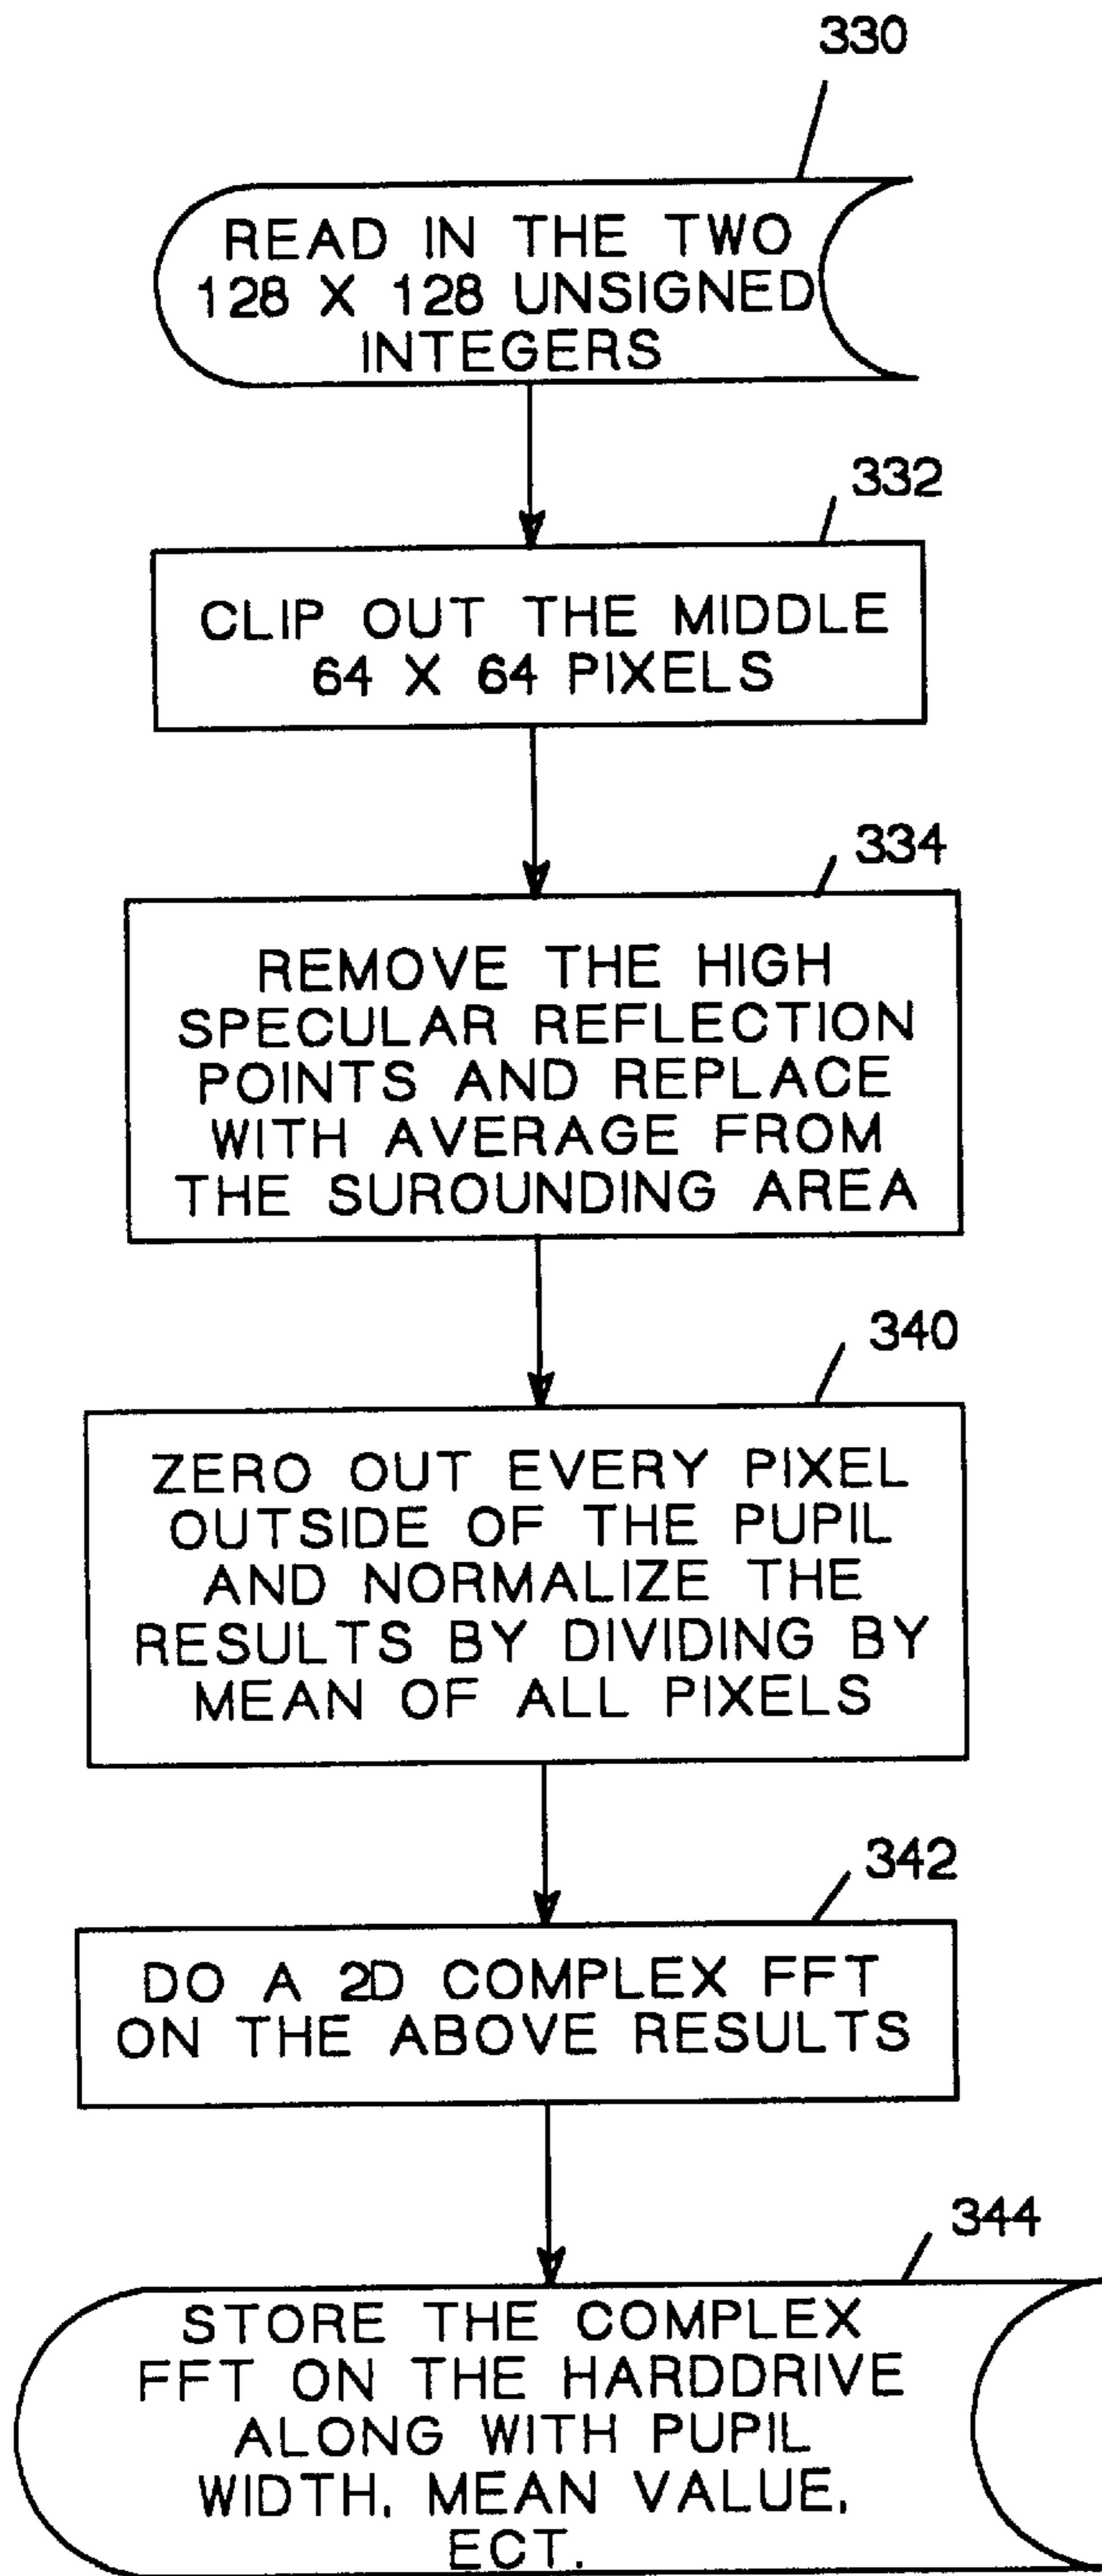 330
READ IN THE TWO
128 X 128 UNSIGNED
INTEGERS
332
CLIP OUT THE MIDDLE
64 X 64 PIXELS
334
REMOVE THE HIGH
SPECULAR REFLECTION
POINTS AND REPLACE
WITH AVERAGE FROM
THE SUROUNDING AREA
340
ZERO OUT EVERY PIXEL
OUTSIDE OF THE PUPIL
AND NORMALIZE THE
RESULTS BY DIVIDING BY
MEAN OF ALL PIXELS
342
DO A 2D COMPLEX FFT
ON THE ABOVE RESULTS
344
STORE THE COMPLEX
FFT ON THE HARDDRIVE
ALONG WITH PUPIL
WIDTH, MEAN VALUE,
ECT.